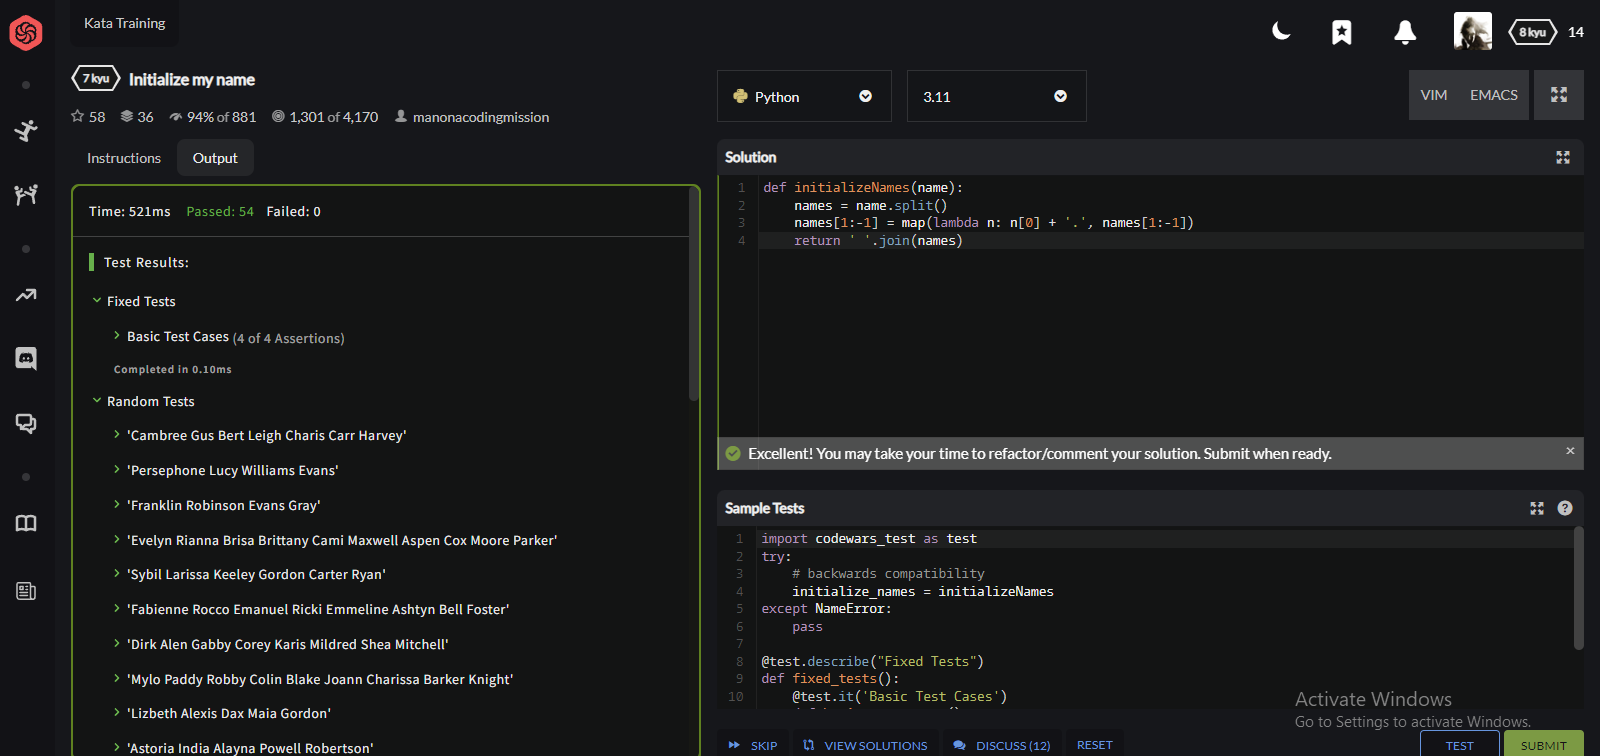 Kata Training
8 kyu 14
7 kyu Initialize my name
58 36 94% of 881 1,301 of 4,170 manonacodingmission
Instructions Output
Time: 521ms Passed: 54 Failed: 0
Test Results:
Fixed Tests
Basic Test Cases (4 of 4 Assertions)
Completed in 0.10ms
Random Tests
'Cambree Gus Bert Leigh Charis Carr Harvey'
'Persephone Lucy Williams Evans'
'Franklin Robinson Evans Gray'
'Evelyn Rianna Brisa Brittany Cami Maxwell Aspen Cox Moore Parker'
'Sybil Larissa Keeley Gordon Carter Ryan'
'Fabienne Rocco Emanuel Ricki Emmeline Ashtyn Bell Foster'
'Dirk Alen Gabby Corey Karis Mildred Shea Mitchell'
'Mylo Paddy Robby Colin Blake Joann Charissa Barker Knight'
'Lizbeth Alexis Dax Maia Gordon'
'Astoria India Alayna Powell Robertson'
Python 3.11 VIM EMACS
Solution
1 def initializeNames(name):
2 names = name.split()
3 names[1:-1] = map(lambda n: n[0] + '.', names[1:-1])
4 return ' '.join(names)
Excellent! You may take your time to refactor/comment your solution. Submit when ready. ×
Sample Tests ?
1 import codewars_test as test
2 try:
3 # backwards compatibility
4 initialize_names = initializeNames
5 except NameError:
6 pass
7
8 @test.describe("Fixed Tests")
9 def fixed_tests():
10 @test.it('Basic Test Cases')
Activate Windows
Go to Settings to activate Windows.
SKIP VIEW SOLUTIONS DISCUSS (12) RESET TEST SUBMIT